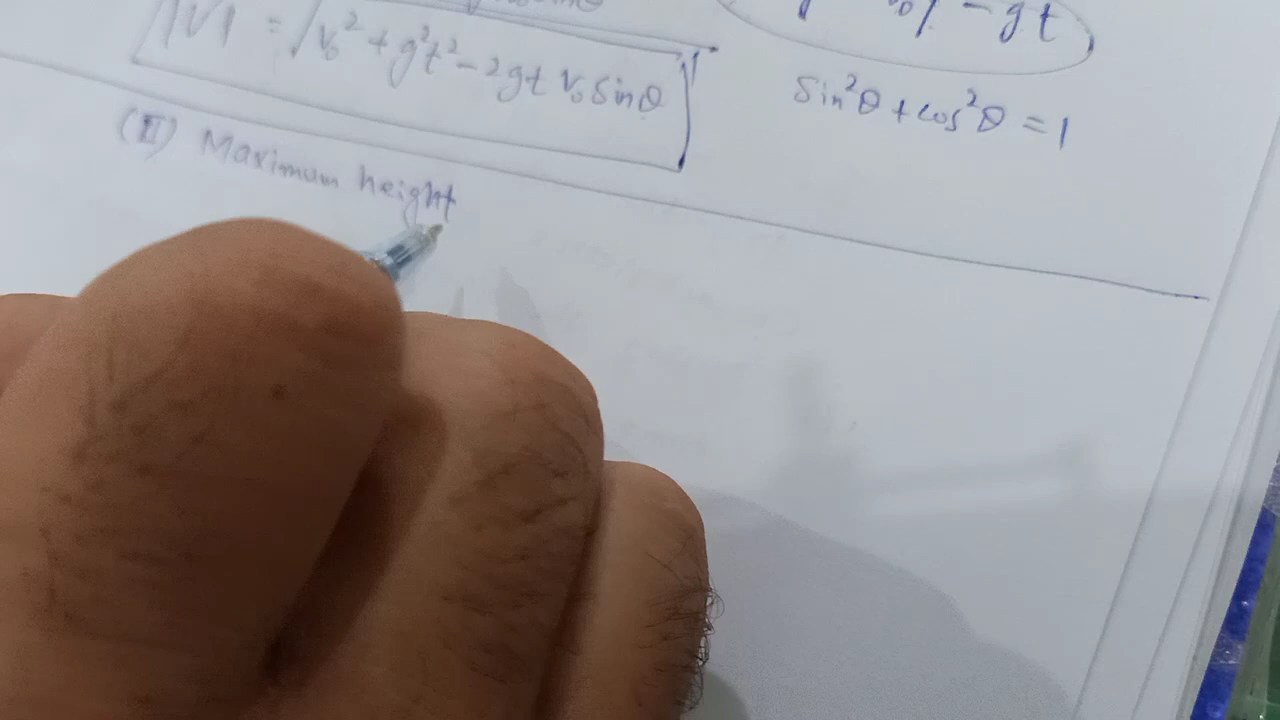 |V| = √v₀² + g²t² - 2gt v₀ sinθ
- gt
sin²θ + cos²θ = 1
(II) Maximum height